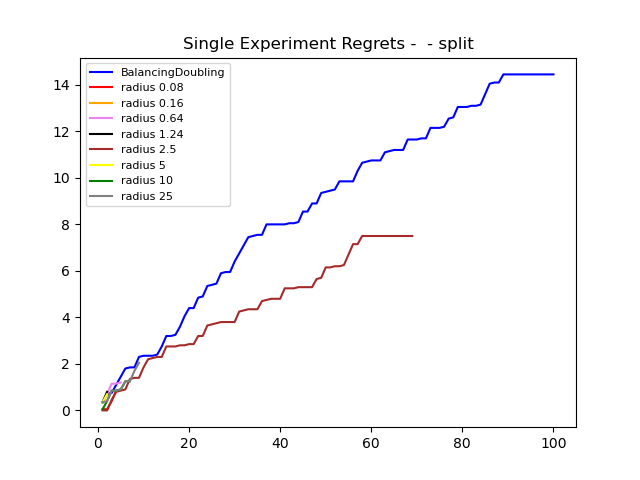 Single Experiment Regrets -  - split
BalancingDoubling
radius 0.08
radius 0.16
radius 0.64
radius 1.24
radius 2.5
radius 5
radius 10
radius 25
14
12
10
8
6
4
2
0
0 20 40 60 80 100